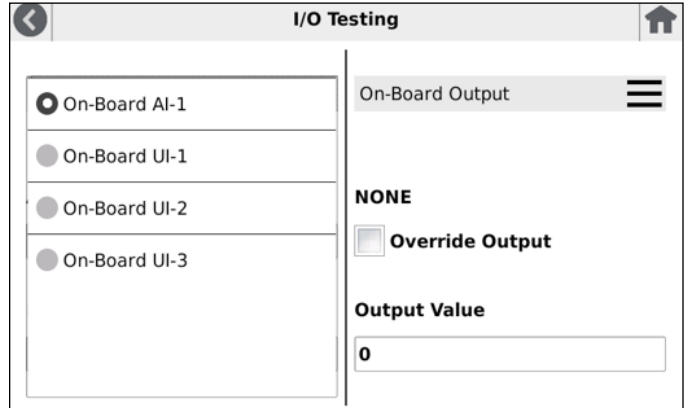 I/O Testing
On-Board AI-1
On-Board UI-1
On-Board UI-2
On-Board UI-3
On-Board Output
NONE
Override Output
Output Value
0